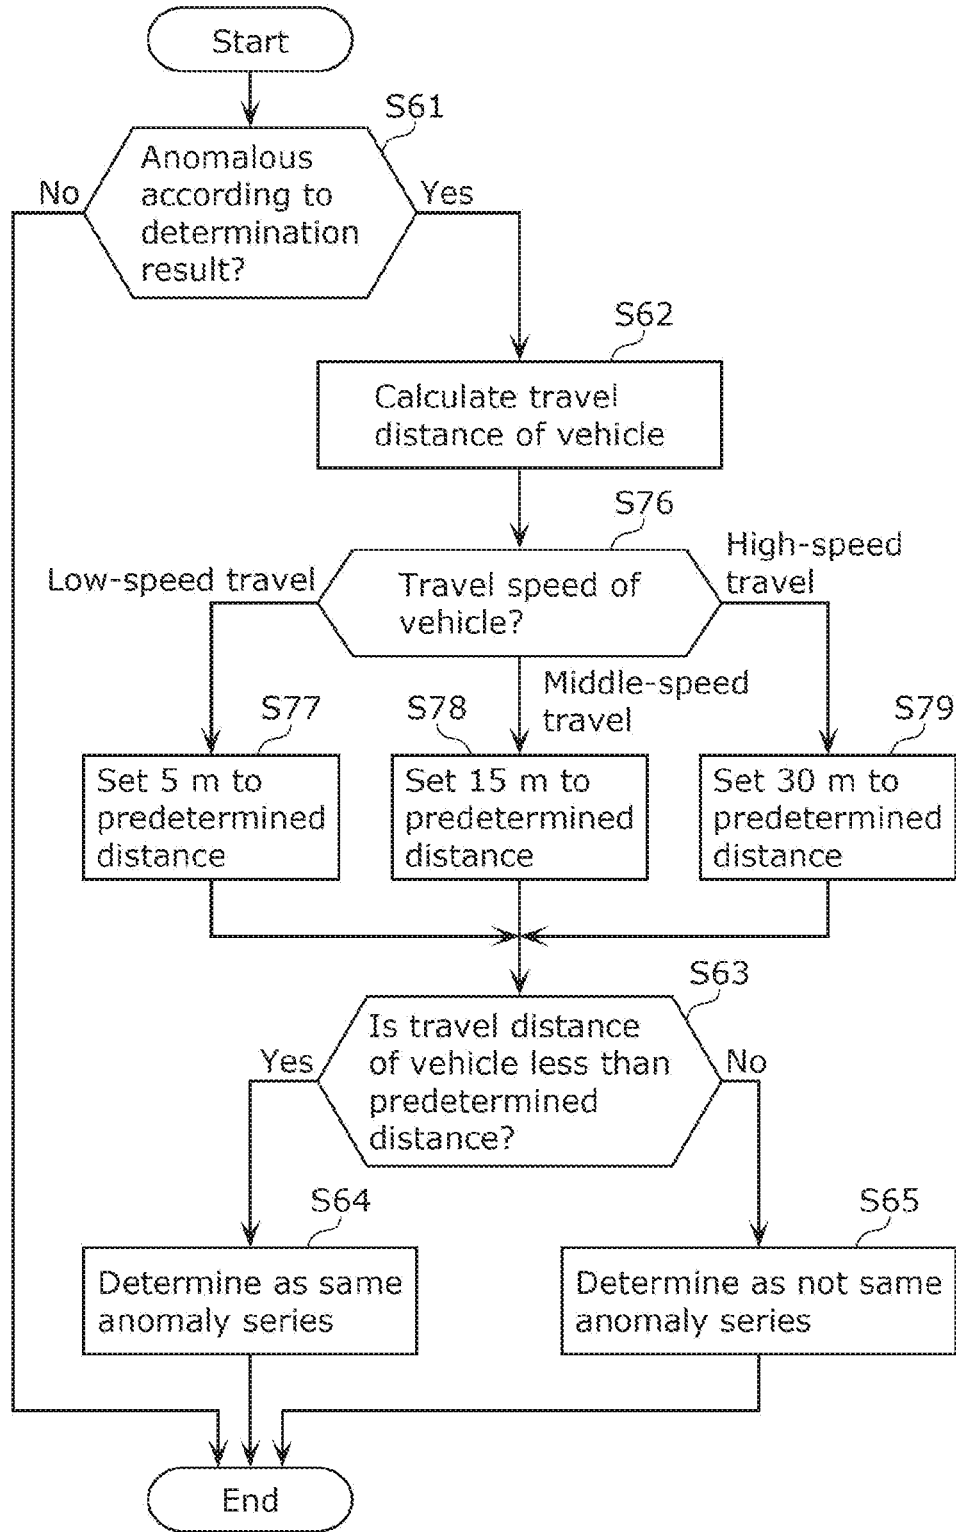 Start
S61
Anomalous
according to
determination
result?
No
Yes
S62
Calculate travel
distance of vehicle
S76
Travel speed of
vehicle?
Low-speed travel
High-speed
travel
Middle-speed
travel
S77
Set 5 m to
predetermined
distance
S78
Set 15 m to
predetermined
distance
S79
Set 30 m to
predetermined
distance
S63
Is travel distance
of vehicle less than
predetermined
distance?
Yes
No
S64
Determine as same
anomaly series
S65
Determine as not same
anomaly series
End